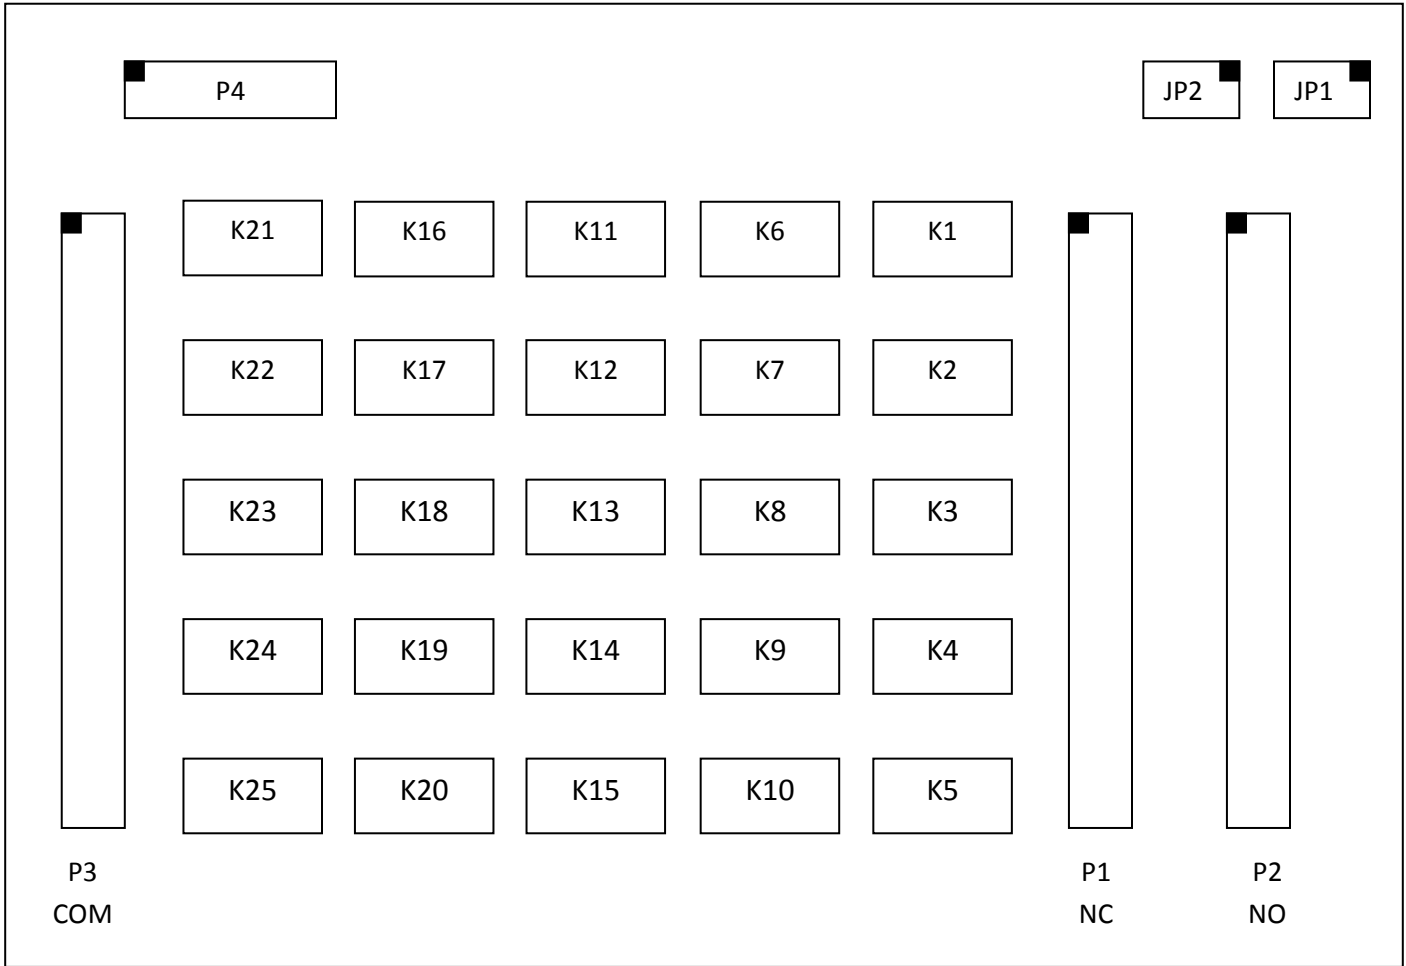 P4 JP2 JP1
K21 K16 K11 K6 K1
K22 K17 K12 K7 K2
K23 K18 K13 K8 K3
K24 K19 K14 K9 K4
K25 K20 K15 K10 K5
P3 P1 P2
COM NC NO